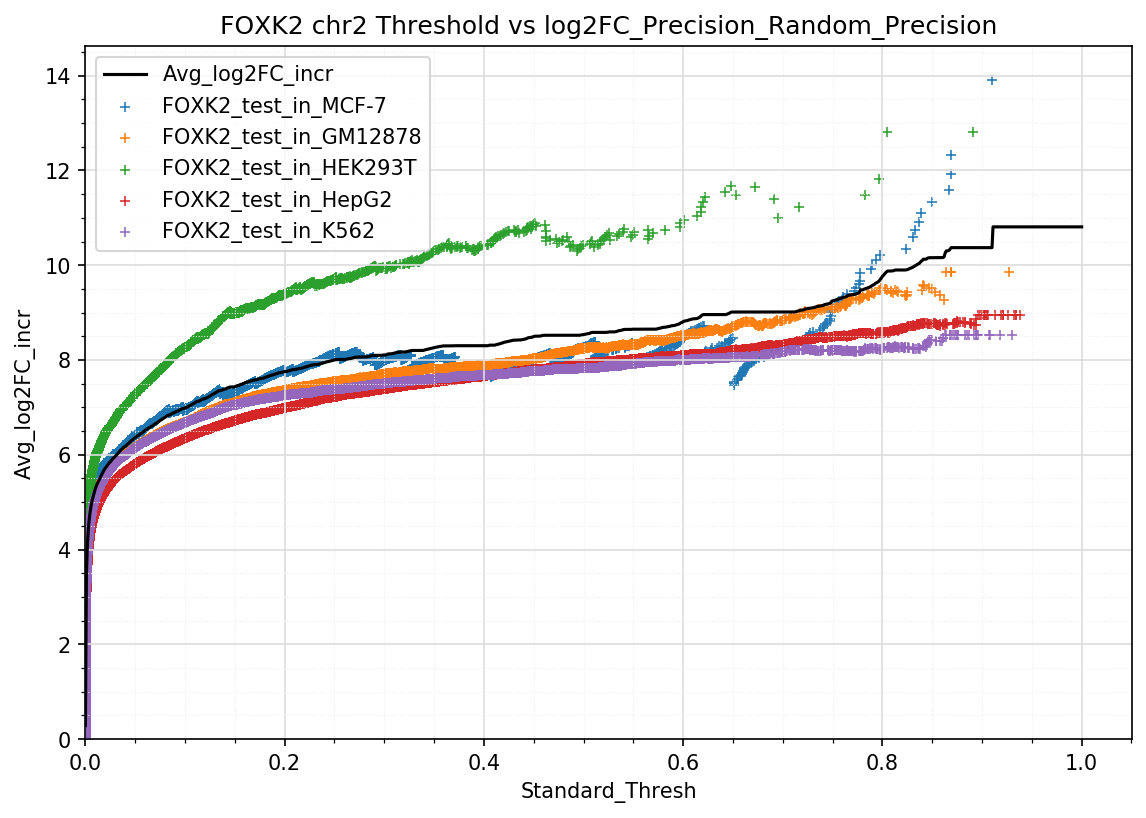 FOXK2 chr2 Threshold vs log2FC_Precision_Random_Precision
Avg_log2FC_incr
FOXK2_test_in_MCF-7
FOXK2_test_in_GM12878
FOXK2_test_in_HEK293T
FOXK2_test_in_HepG2
FOXK2_test_in_K562
Avg_log2FC_incr
14
12
10
8
6
4
2
0
0.0 0.2 0.4 0.6 0.8 1.0
Standard_Thresh